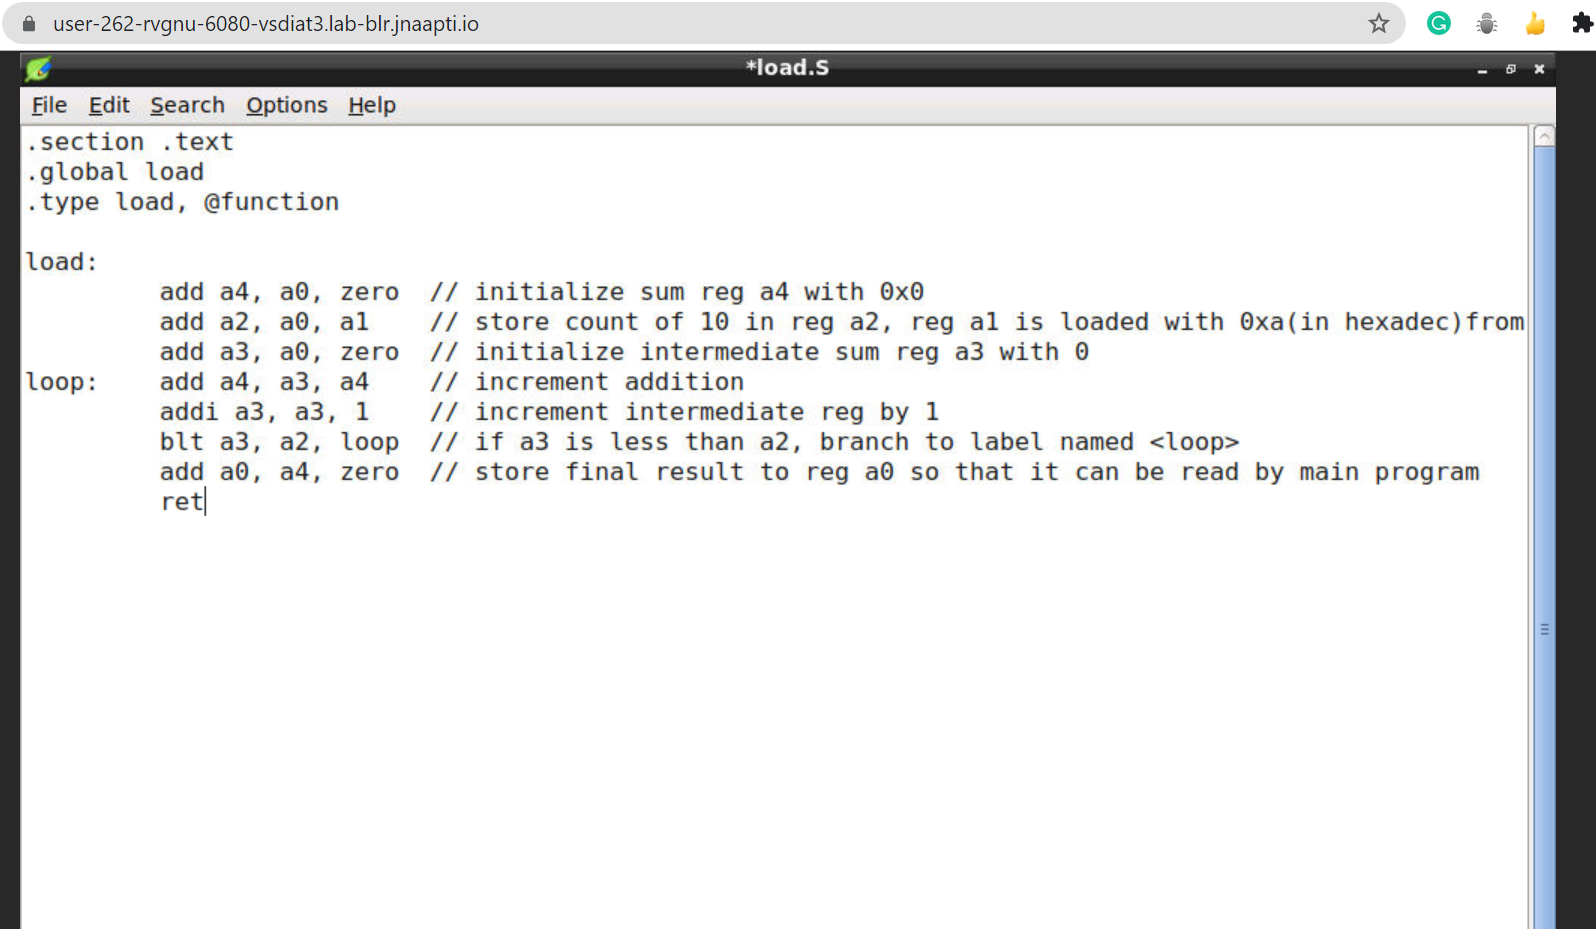 user-262-rvgnu-6080-vsdiat3.lab-blr.jnaapti.io
*load.S
File Edit Search Options Help
.section .text
.global load
.type load, @function
load:
add a4, a0, zero // initialize sum reg a4 with 0x0
add a2, a0, a1 // store count of 10 in reg a2, reg a1 is loaded with 0xa(in hexadec)from
add a3, a0, zero // initialize intermediate sum reg a3 with 0
loop: add a4, a3, a4 // increment addition
addi a3, a3, 1 // increment intermediate reg by 1
blt a3, a2, loop // if a3 is less than a2, branch to label named <loop>
add a0, a4, zero // store final result to reg a0 so that it can be read by main program
ret